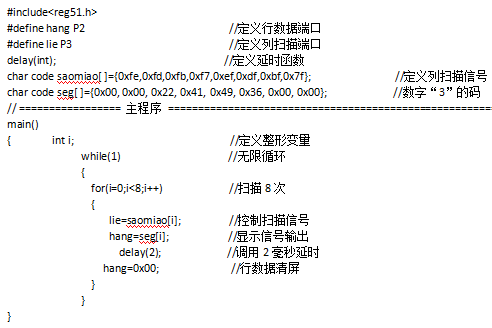 #include<reg51.h>
#define hang P2 //定义行数据端口
#define lie P3 //定义列扫描端口
delay(int); //定义延时函数
char code saomiao[ ]={0xfe,0xfd,0xfb,0xf7,0xef,0xdf,0xbf,0x7f}; //定义列扫描信号
char code seg[ ]={0x00, 0x00, 0x22, 0x41, 0x49, 0x36, 0x00, 0x00}; //数字“3”的码
// ================= 主程序 =======================================================
main()
{ int i; //定义整形变量
while(1) //无限循环
{
for(i=0;i<8;i++) //扫描 8 次
{
lie=saomiao[i]; //控制扫描信号
hang=seg[i]; //显示信号输出
delay(2); //调用 2 毫秒延时
hang=0x00; //行数据清屏
}
}
}